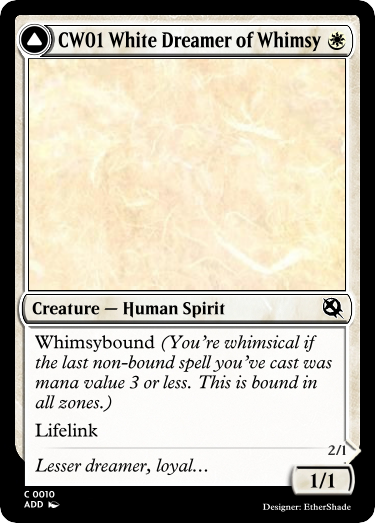 CW01 White Dreamer of Whimsy
Creature — Human Spirit
Whimsybound (You're whimsical if
the last non-bound spell you've cast was
mana value 3 or less. This is bound in
all zones.)
Lifelink
2/1
Lesser dreamer, loyal…
1/1
C 0010
ADD
Designer: EtherShade